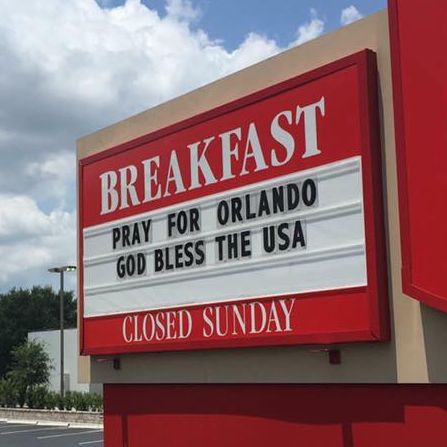 BREAKFAST
PRAY FOR ORLANDO
GOD BLESS THE USA
CLOSED SUNDAY